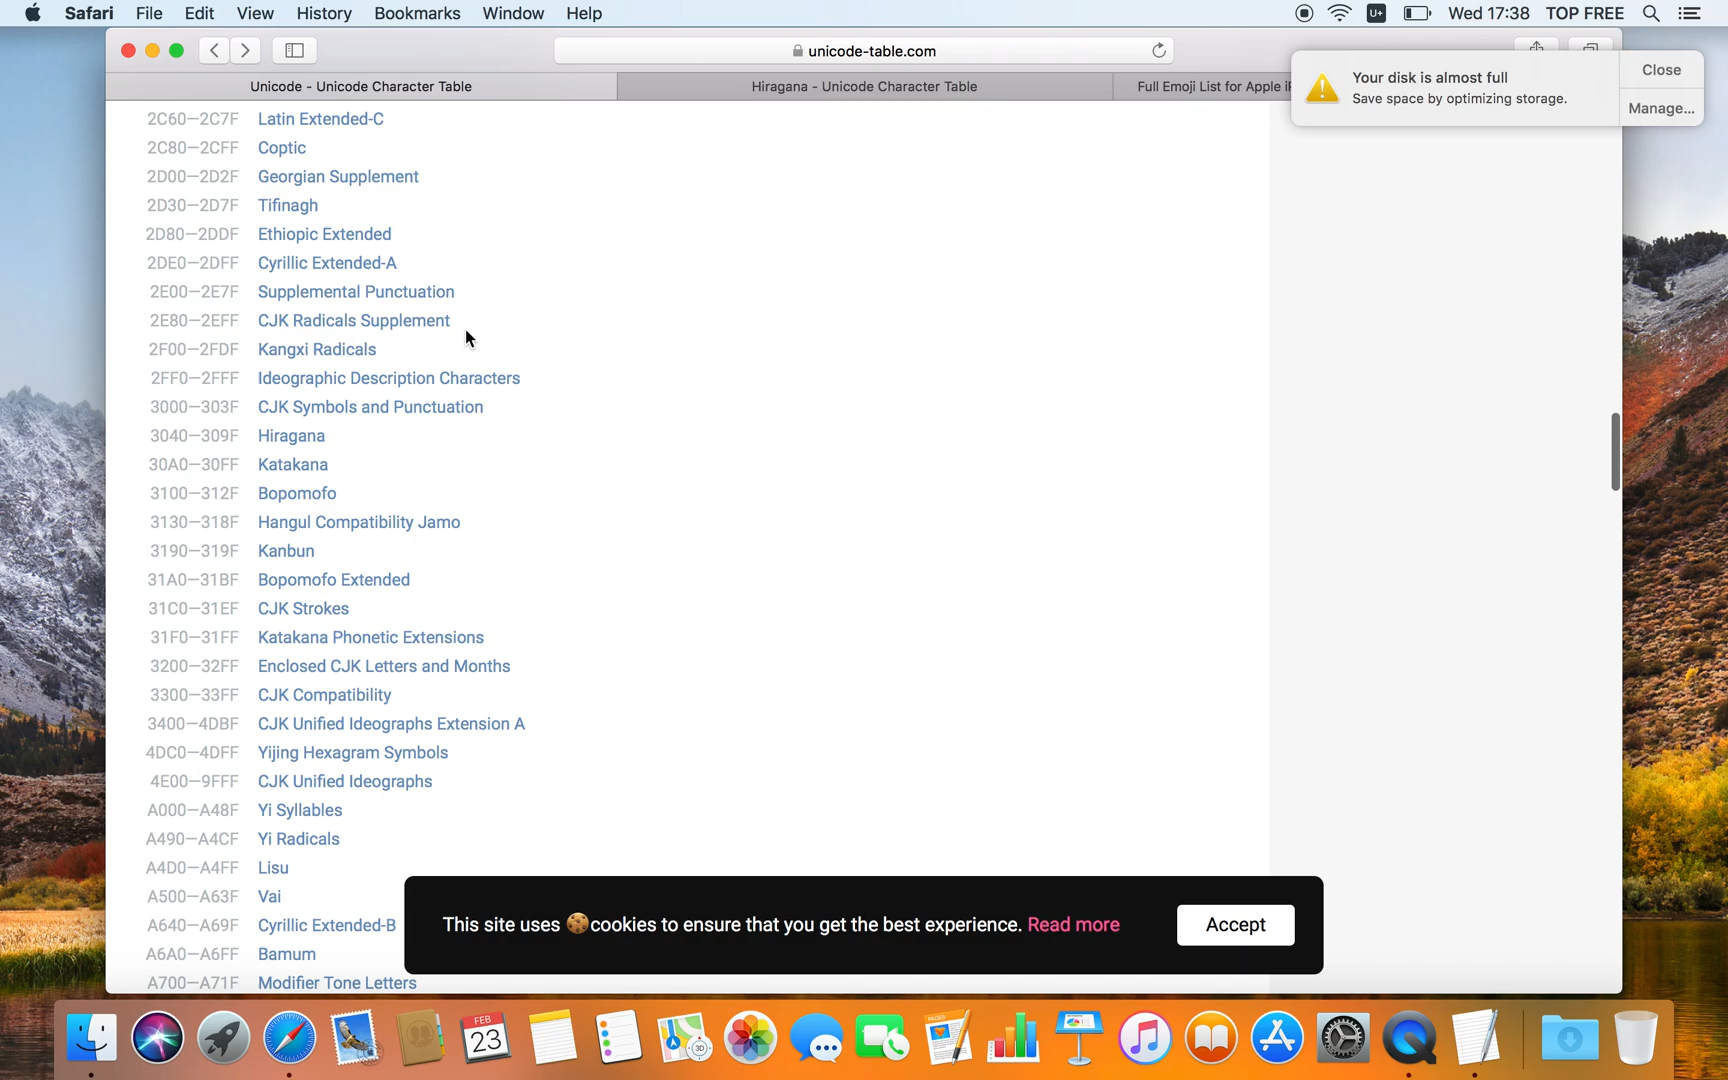 Safari File Edit View History Bookmarks Window Help U+ Wed 17:38 TOP FREE
unicode-table.com
Unicode - Unicode Character Table Hiragana - Unicode Character Table Full Emoji List for Apple
Your disk is almost full
Save space by optimizing storage.
Close
Manage...
2C60—2C7F Latin Extended-C
2C80—2CFF Coptic
2D00—2D2F Georgian Supplement
2D30—2D7F Tifinagh
2D80—2DDF Ethiopic Extended
2DE0—2DFF Cyrillic Extended-A
2E00—2E7F Supplemental Punctuation
2E80—2EFF CJK Radicals Supplement
2F00—2FDF Kangxi Radicals
2FF0—2FFF Ideographic Description Characters
3000—303F CJK Symbols and Punctuation
3040—309F Hiragana
30A0—30FF Katakana
3100—312F Bopomofo
3130—318F Hangul Compatibility Jamo
3190—319F Kanbun
31A0—31BF Bopomofo Extended
31C0—31EF CJK Strokes
31F0—31FF Katakana Phonetic Extensions
3200—32FF Enclosed CJK Letters and Months
3300—33FF CJK Compatibility
3400—4DBF CJK Unified Ideographs Extension A
4DC0—4DFF Yijing Hexagram Symbols
4E00—9FFF CJK Unified Ideographs
A000—A48F Yi Syllables
A490—A4CF Yi Radicals
A4D0—A4FF Lisu
A500—A63F Vai
A640—A69F Cyrillic Extended-B
A6A0—A6FF Bamum
A700—A71F Modifier Tone Letters
This site uses 🍪cookies to ensure that you get the best experience. Read more Accept
FEB
23
PAGES
3D